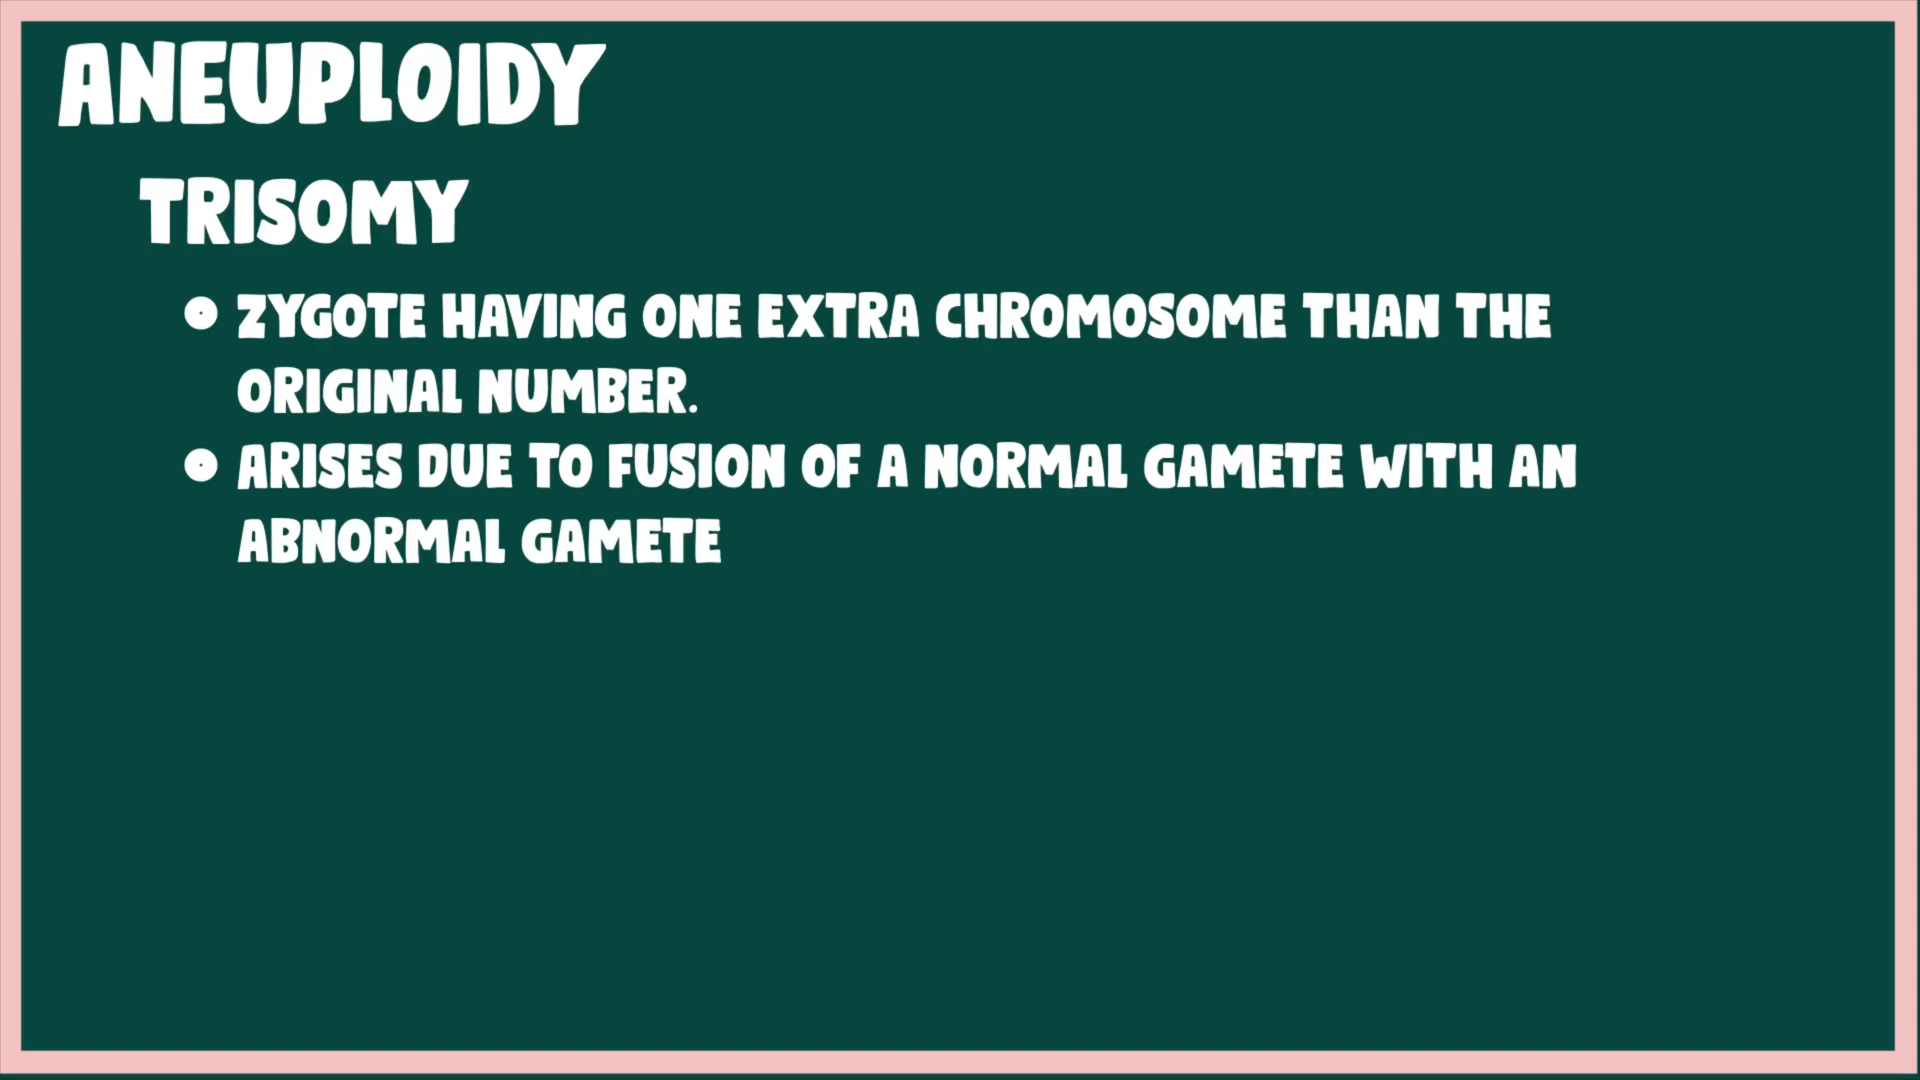 ANEUPLOIDY
TRISOMY
• ZYGOTE HAVING ONE EXTRA CHROMOSOME THAN THE
ORIGINAL NUMBER.
• ARISES DUE TO FUSION OF A NORMAL GAMETE WITH AN
ABNORMAL GAMETE